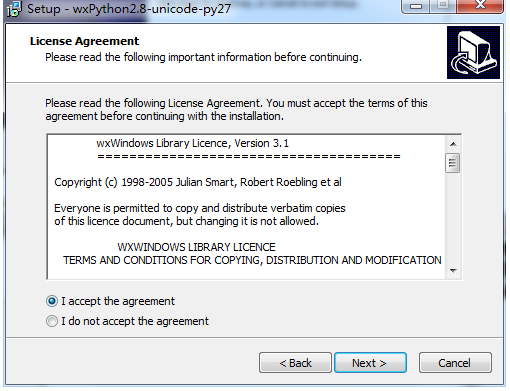 Setup - wxPython2.8-unicode-py27
License Agreement
Please read the following important information before continuing.
Please read the following License Agreement. You must accept the terms of this
agreement before continuing with the installation.
wxWindows Library Licence, Version 3.1
=======================================
Copyright (c) 1998-2005 Julian Smart, Robert Roebling et al
Everyone is permitted to copy and distribute verbatim copies
of this licence document, but changing it is not allowed.
WXWINDOWS LIBRARY LICENCE
TERMS AND CONDITIONS FOR COPYING, DISTRIBUTION AND MODIFICATION
I accept the agreement
I do not accept the agreement
< Back
Next >
Cancel